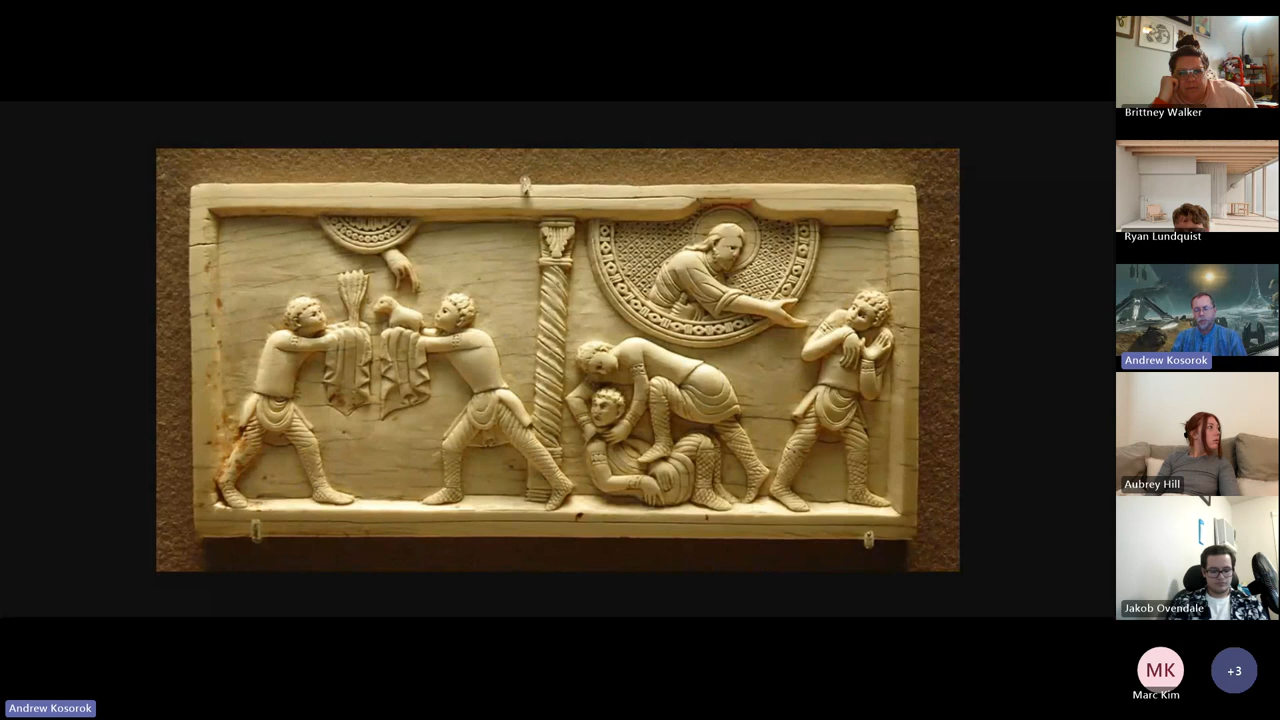 Brittney Walker
Ryan Lundquist
Andrew Kosorok
Aubrey Hill
Jakob Ovendale
MK
+3
Marc Kim
Andrew Kosorok